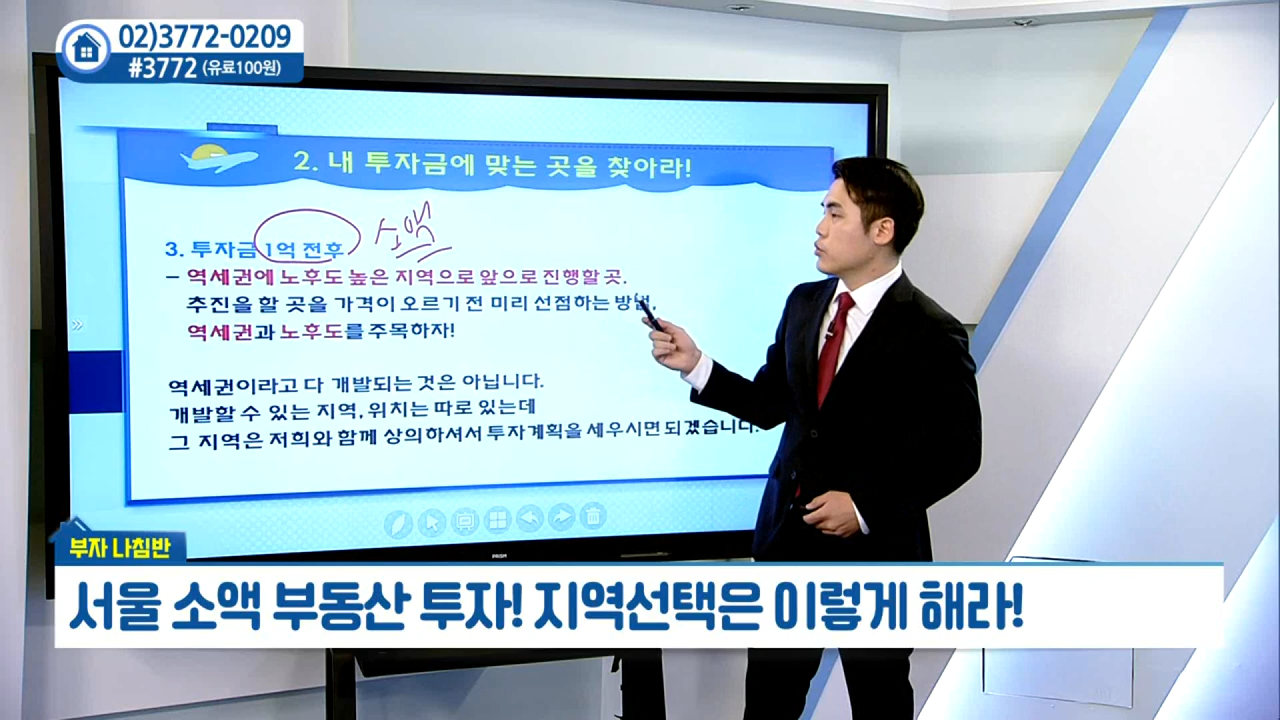 02)3772-0209
#3772 (유료100원)
2. 내 투자금에 맞는 곳을 찾아라!
소액
3. 투자금 1억 전후
- 역세권에 노후도 높은 지역으로 앞으로 진행할 곳.
추진을 할 곳을 가격이 오르기 전 미리 선점하는 방법,
역세권과 노후도를 주목하자!
역세권이라고 다 개발되는 것은 아닙니다.
개발할 수 있는 지역, 위치는 따로 있는데
그 지역은 저희와 함께 상의하셔서 투자계획을 세우시면 되겠습니다.
PRISM
부자 나침반
서울 소액 부동산 투자! 지역선택은 이렇게 해라!